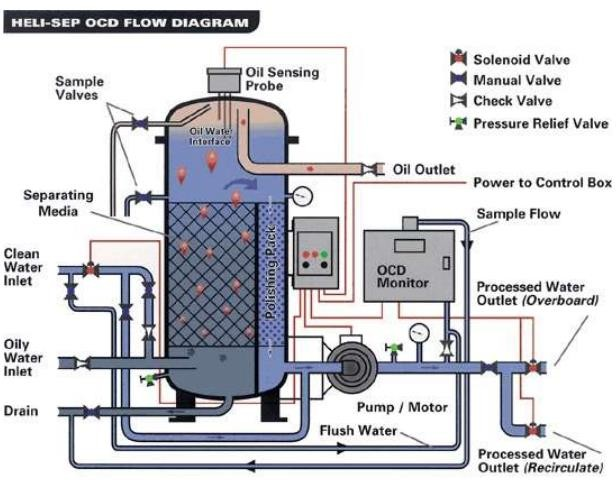 HELI-SEP OCD FLOW DIAGRAM
Solenoid Valve
Manual Valve
Check Valve
Pressure Relief Valve
Sample
Valves
Oil Sensing
Probe
Oil Water
Interface
Oil Outlet
Power to Control Box
Separating
Media
Sample Flow
Polishing Pack
Clean
Water
Inlet
OCD
Monitor
Processed Water
Outlet (Overboard)
Oily
Water
Inlet
Drain
Pump / Motor
Flush Water
Processed Water
Outlet (Recirculate)